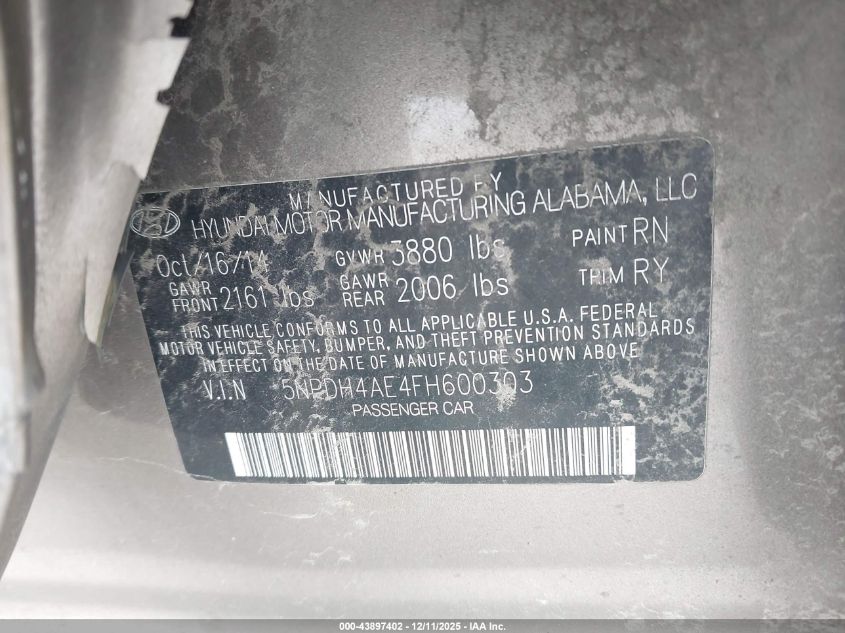 MANUFACTURED BY
HYUNDAI MOTOR MANUFACTURING ALABAMA, LLC
Oct/16/14 GVWR 3880 lbs PAINT RN
GAWR FRONT 2161 lbs GAWR REAR 2006 lbs TRIM RY
THIS VEHICLE CONFORMS TO ALL APPLICABLE U.S.A. FEDERAL
MOTOR VEHICLE SAFETY, BUMPER, AND THEFT PREVENTION STANDARDS
IN EFFECT ON THE DATE OF MANUFACTURE SHOWN ABOVE
V.I.N 5NPDH4AE4FH600303
PASSENGER CAR
000-43897402 - 12/11/2025 - IAA Inc.